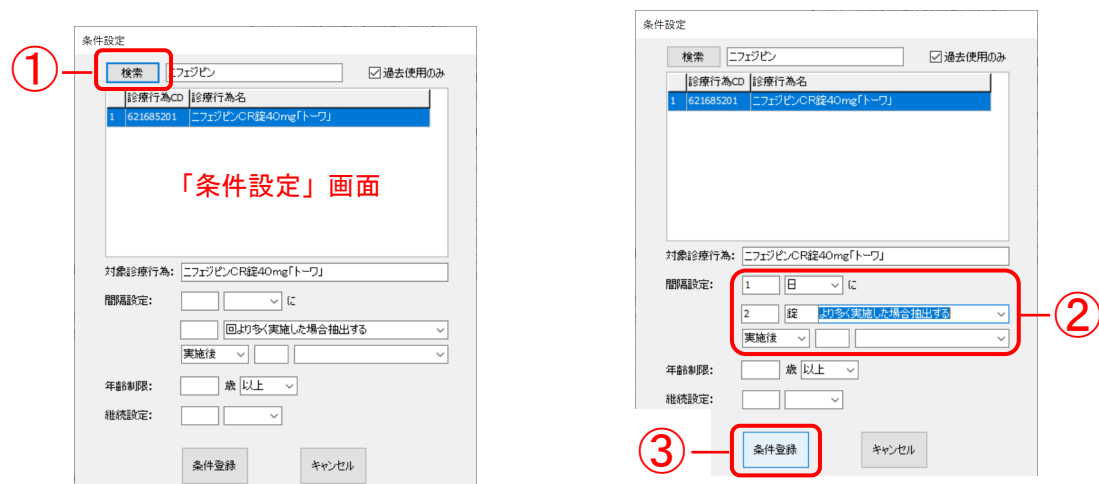 条件設定
①
検索 ニフェジピン 過去使用のみ
診療行為CD 診療行為名
1 621685201 ニフェジピンCR錠40mg「トーワ」
「条件設定」画面
対象診療行為: ニフェジピンCR錠40mg「トーワ」
間隔設定: に
回より多く実施した場合抽出する
実施後
年齢制限: 歳 以上
継続設定:
条件登録 キャンセル
条件設定
検索 ニフェジピン 過去使用のみ
診療行為CD 診療行為名
1 621685201 ニフェジピンCR錠40mg「トーワ」
対象診療行為: ニフェジピンCR錠40mg「トーワ」
間隔設定: 1 日 に
2 錠 より多く実施した場合抽出する
②
実施後
年齢制限: 歳 以上
継続設定:
③
条件登録 キャンセル